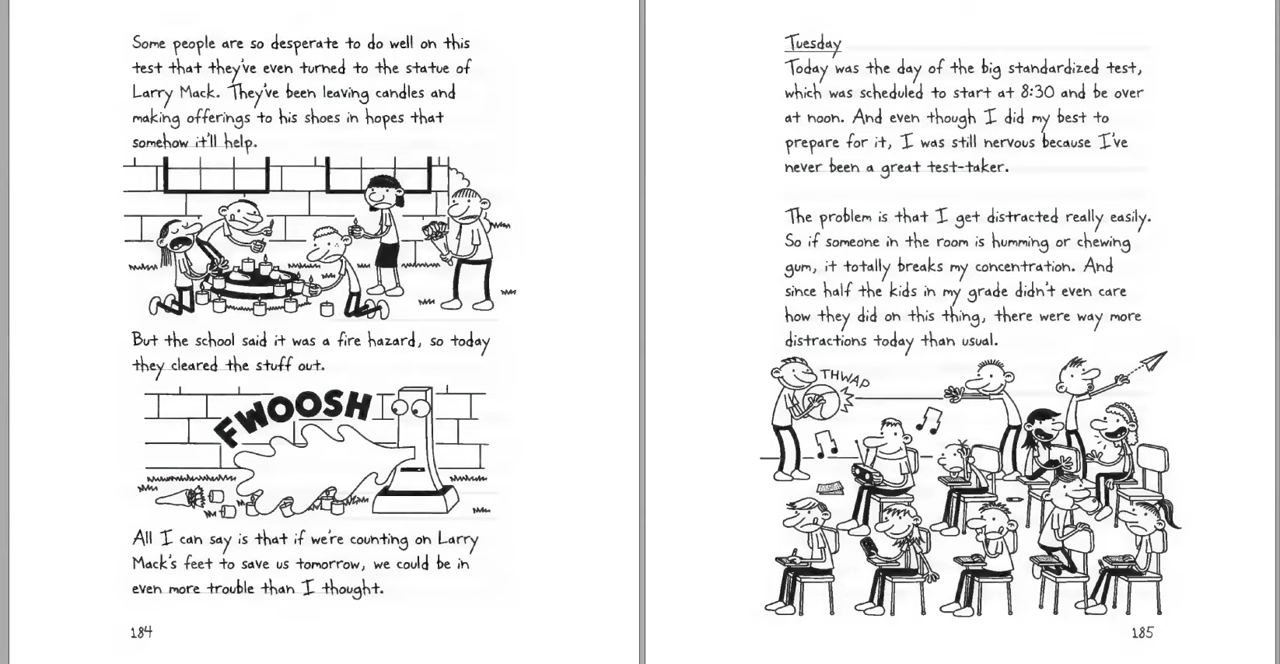 Some people are so desperate to do well on this
test that they've even turned to the statue of
Larry Mack. They've been leaving candles and
making offerings to his shoes in hopes that
somehow it'll help.
But the school said it was a fire hazard, so today
they cleared the stuff out.
FWOOSH
All I can say is that if we're counting on Larry
Mack's feet to save us tomorrow, we could be in
even more trouble than I thought.
184
Tuesday
Today was the day of the big standardized test,
which was scheduled to start at 8:30 and be over
at noon. And even though I did my best to
prepare for it, I was still nervous because I've
never been a great test-taker.
The problem is that I get distracted really easily.
So if someone in the room is humming or chewing
gum, it totally breaks my concentration. And
since half the kids in my grade didn't even care
how they did on this thing, there were way more
distractions today than usual.
THWAP
185